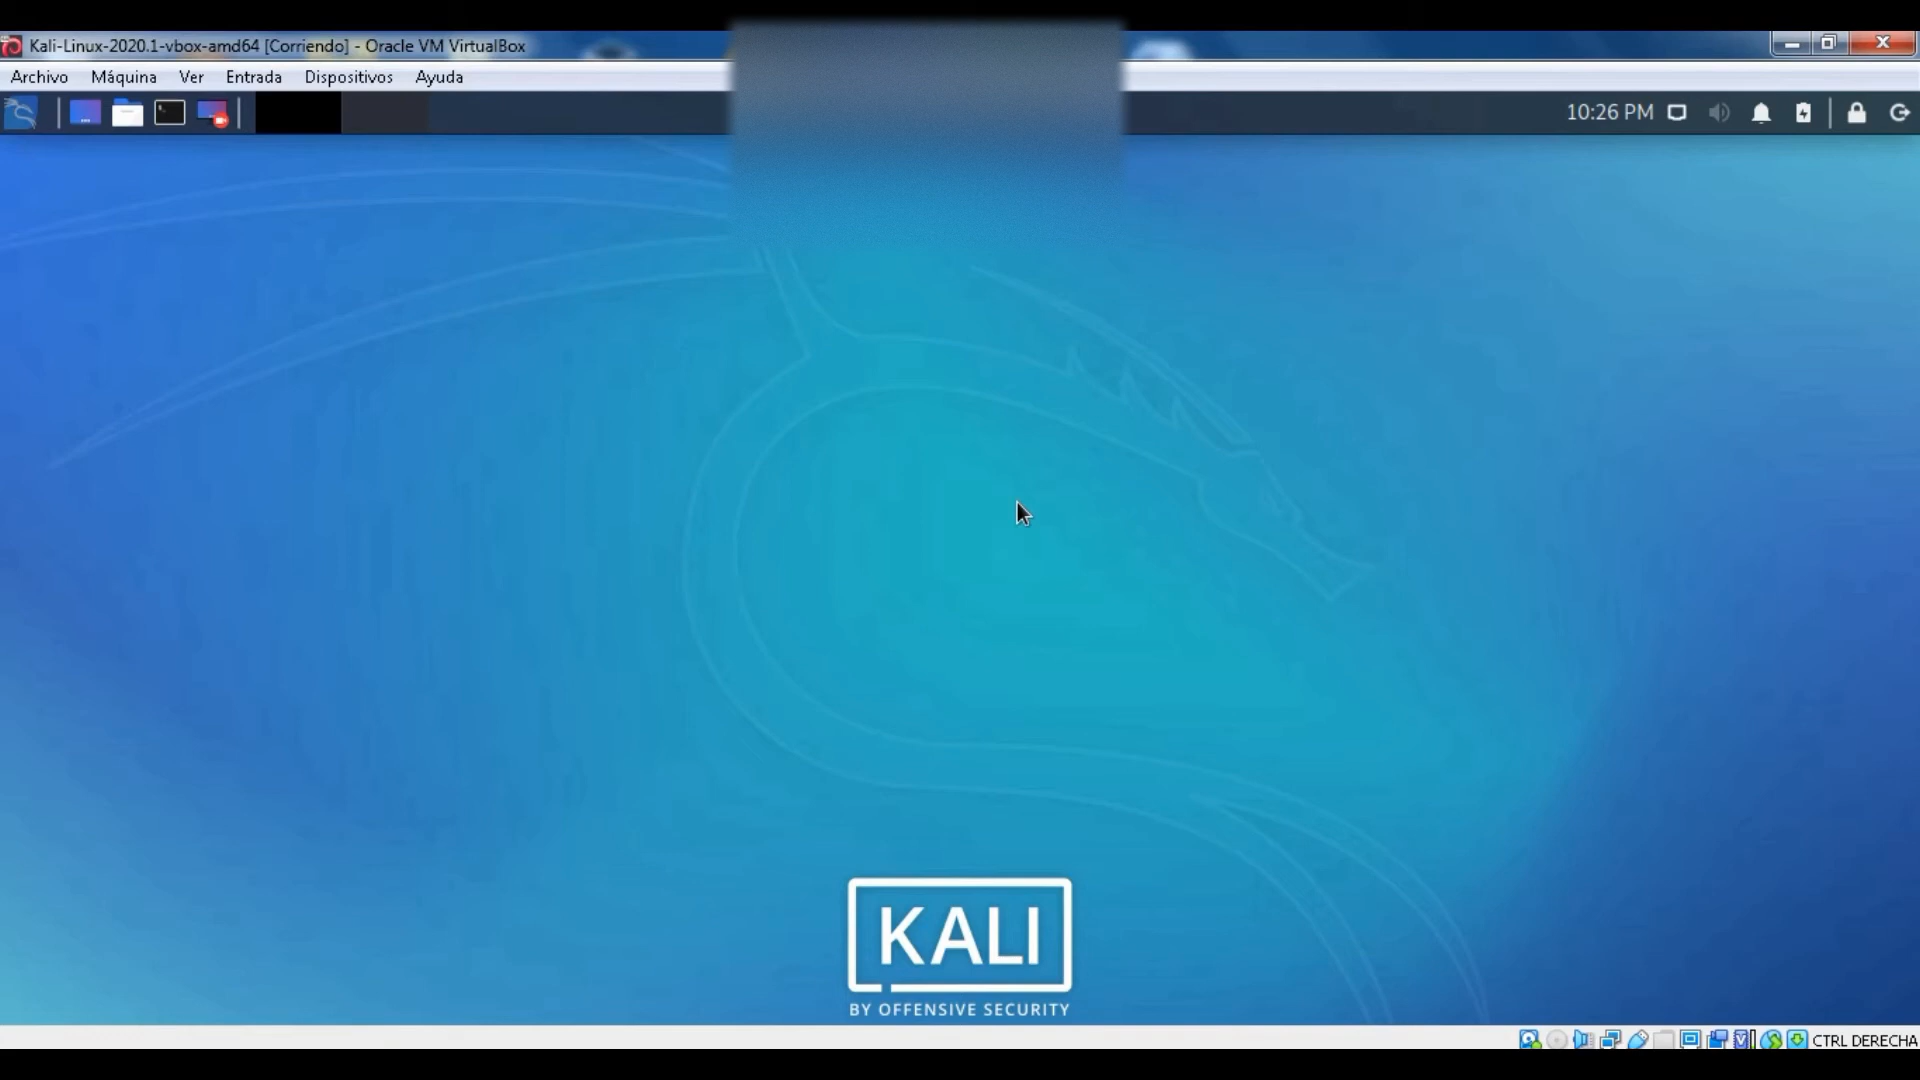 Kali-Linux-2020.1-vbox-amd64 [Corriendo] - Oracle VM VirtualBox
Archivo Máquina Ver Entrada Dispositivos Ayuda
10:26 PM
KALI
BY OFFENSIVE SECURITY
CTRL DERECHA